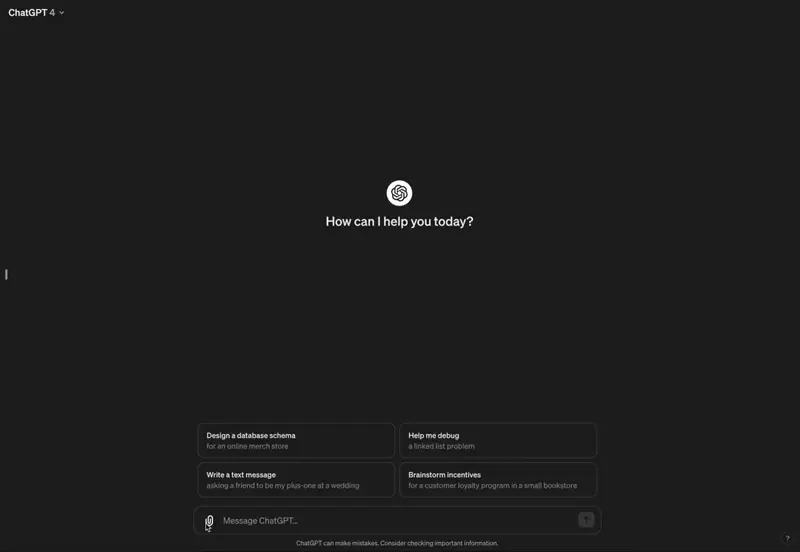 ChatGPT 4
How can I help you today?
Design a database schema
for an online merch store
Help me debug
a linked list problem
Write a text message
asking a friend to be my plus-one at a wedding
Brainstorm incentives
for a customer loyalty program in a small bookstore
Message ChatGPT...
ChatGPT can make mistakes. Consider checking important information.
?